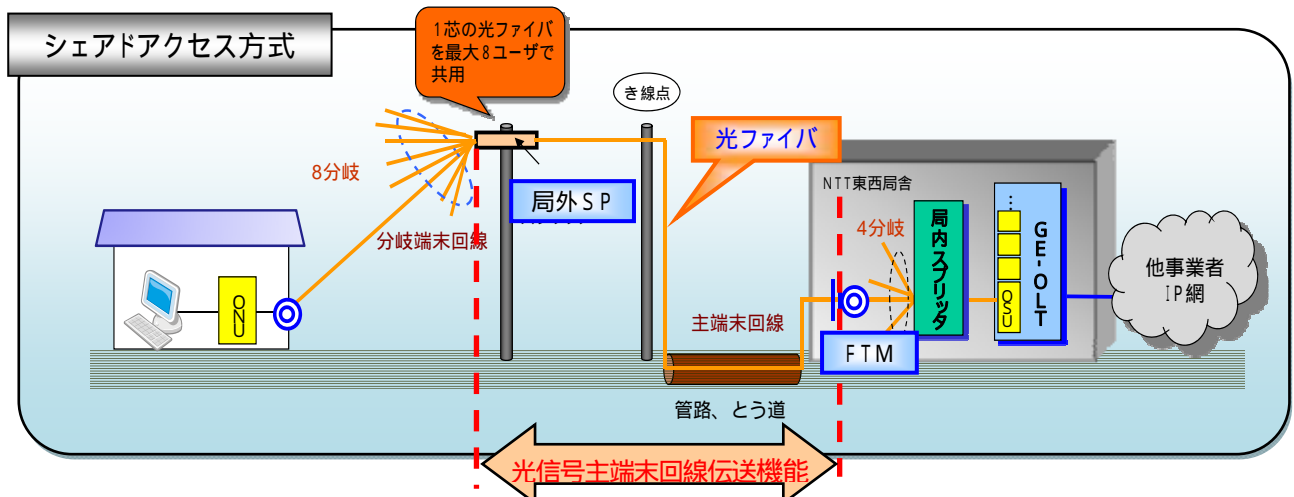 シェアドアクセス方式
1芯の光ファイバ
を最大8ユーザで
共用
き線点
光ファイバ
8分岐
局外SP
NTT東西局舎
4分岐
局内スプリッタ
GE-OLT
…
OSU
他事業者
IP網
分岐端末回線
ONU
主端末回線
FTM
管路、とう道
光信号主端末回線伝送機能